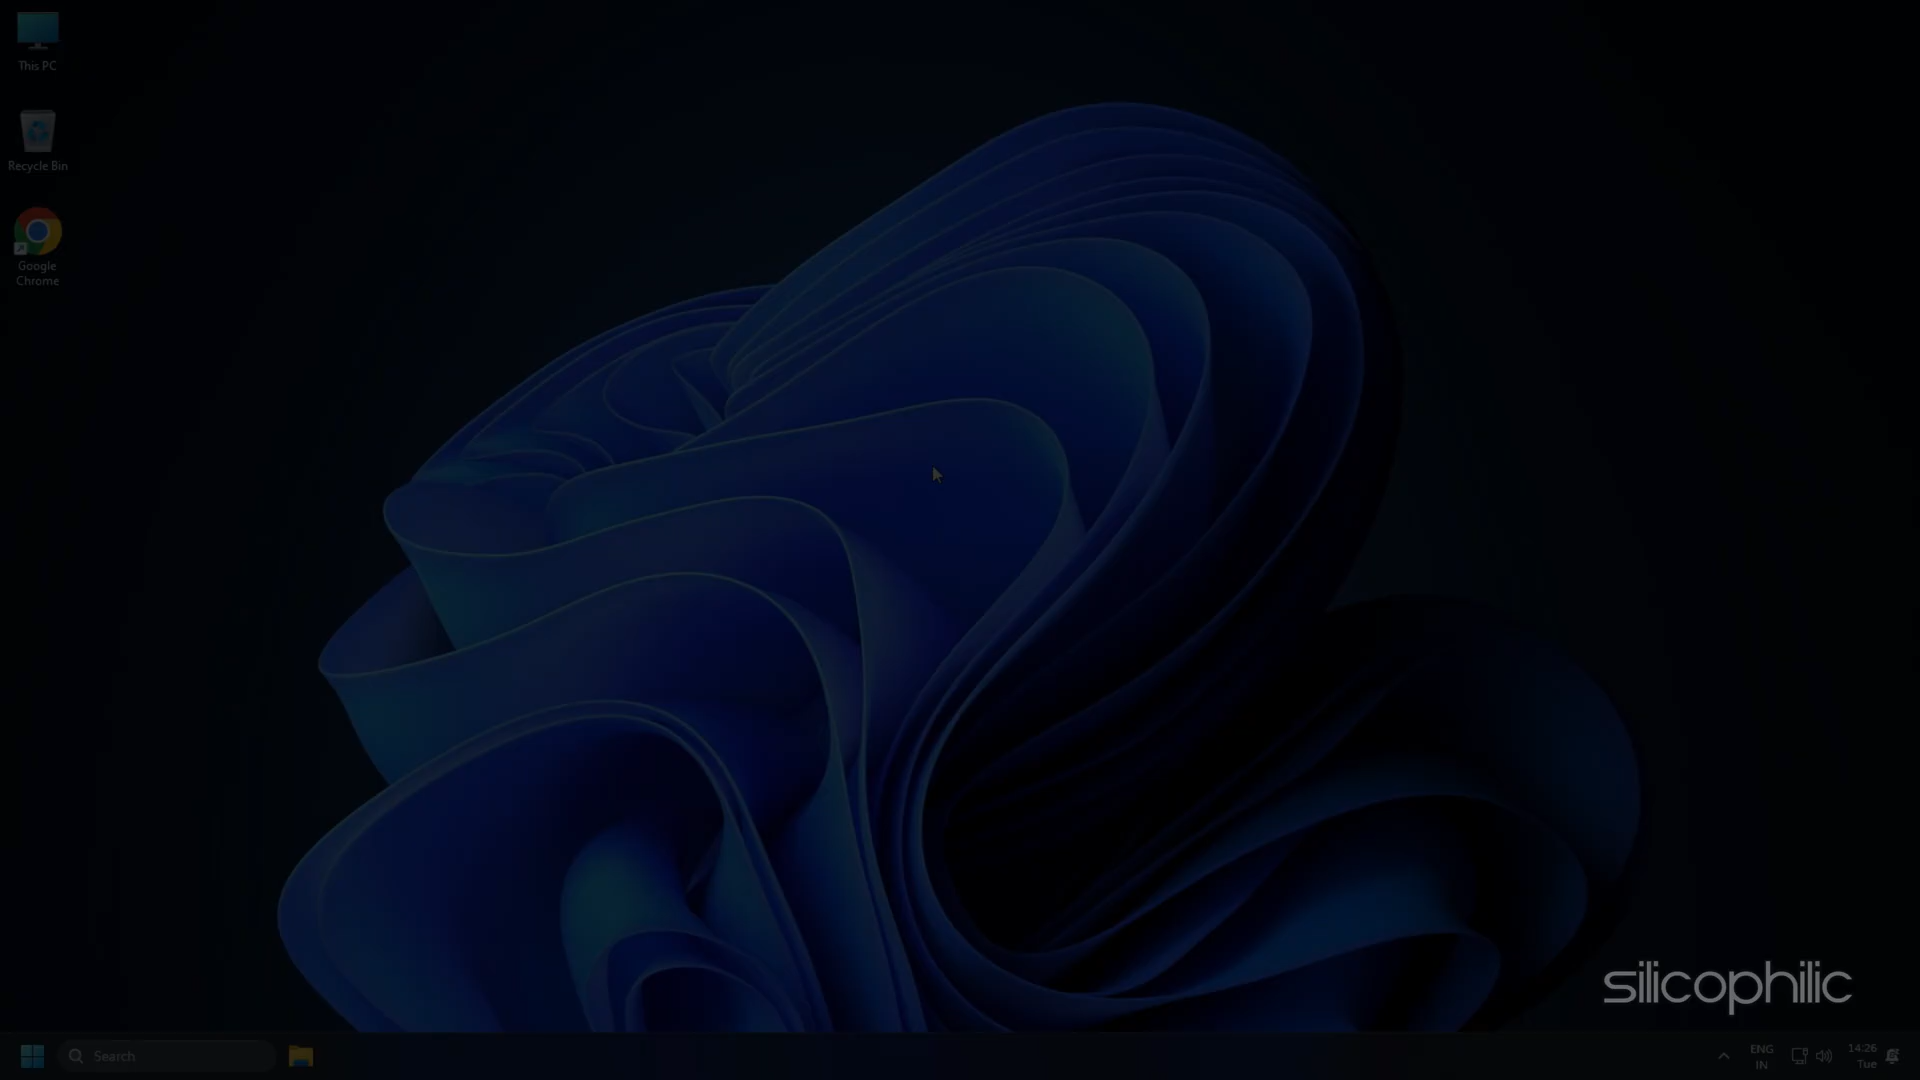 This PC
Recycle Bin
Google
Chrome
silicophilic
Search
ENG
IN
14:26
Tue